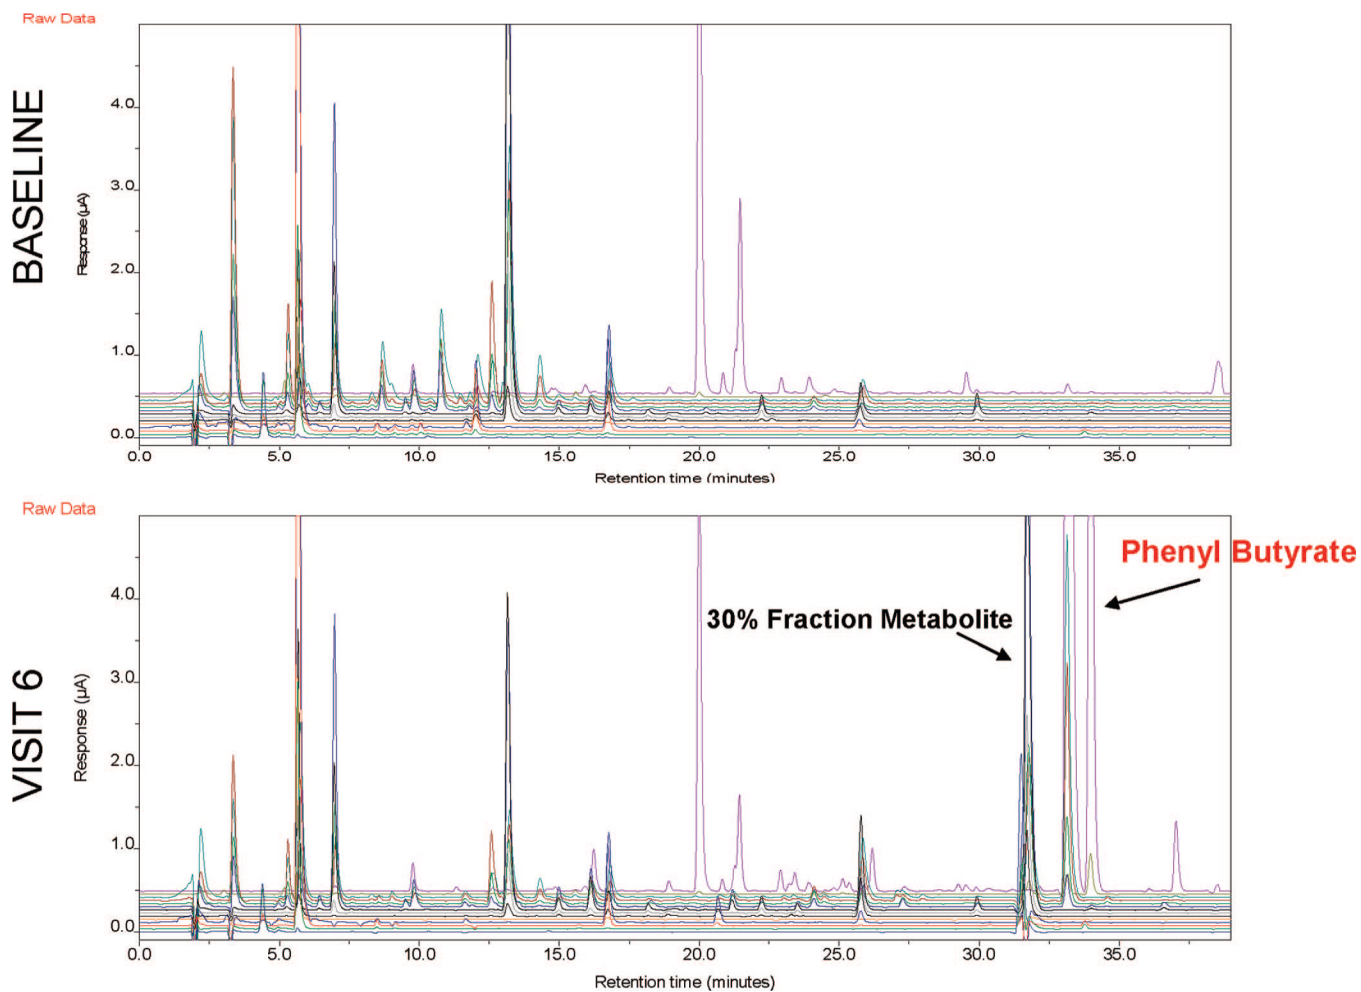 Raw Data
BASELINE
Response (µA)
4.0
3.0
2.0
1.0
0.0
0.0 5.0 10.0 15.0 20.0 25.0 30.0 35.0
Retention time (minutes)
Raw Data
VISIT 6
Response (µA)
4.0
3.0
2.0
1.0
0.0
Phenyl Butyrate
30% Fraction Metabolite
0.0 5.0 10.0 15.0 20.0 25.0 30.0 35.0
Retention time (minutes)